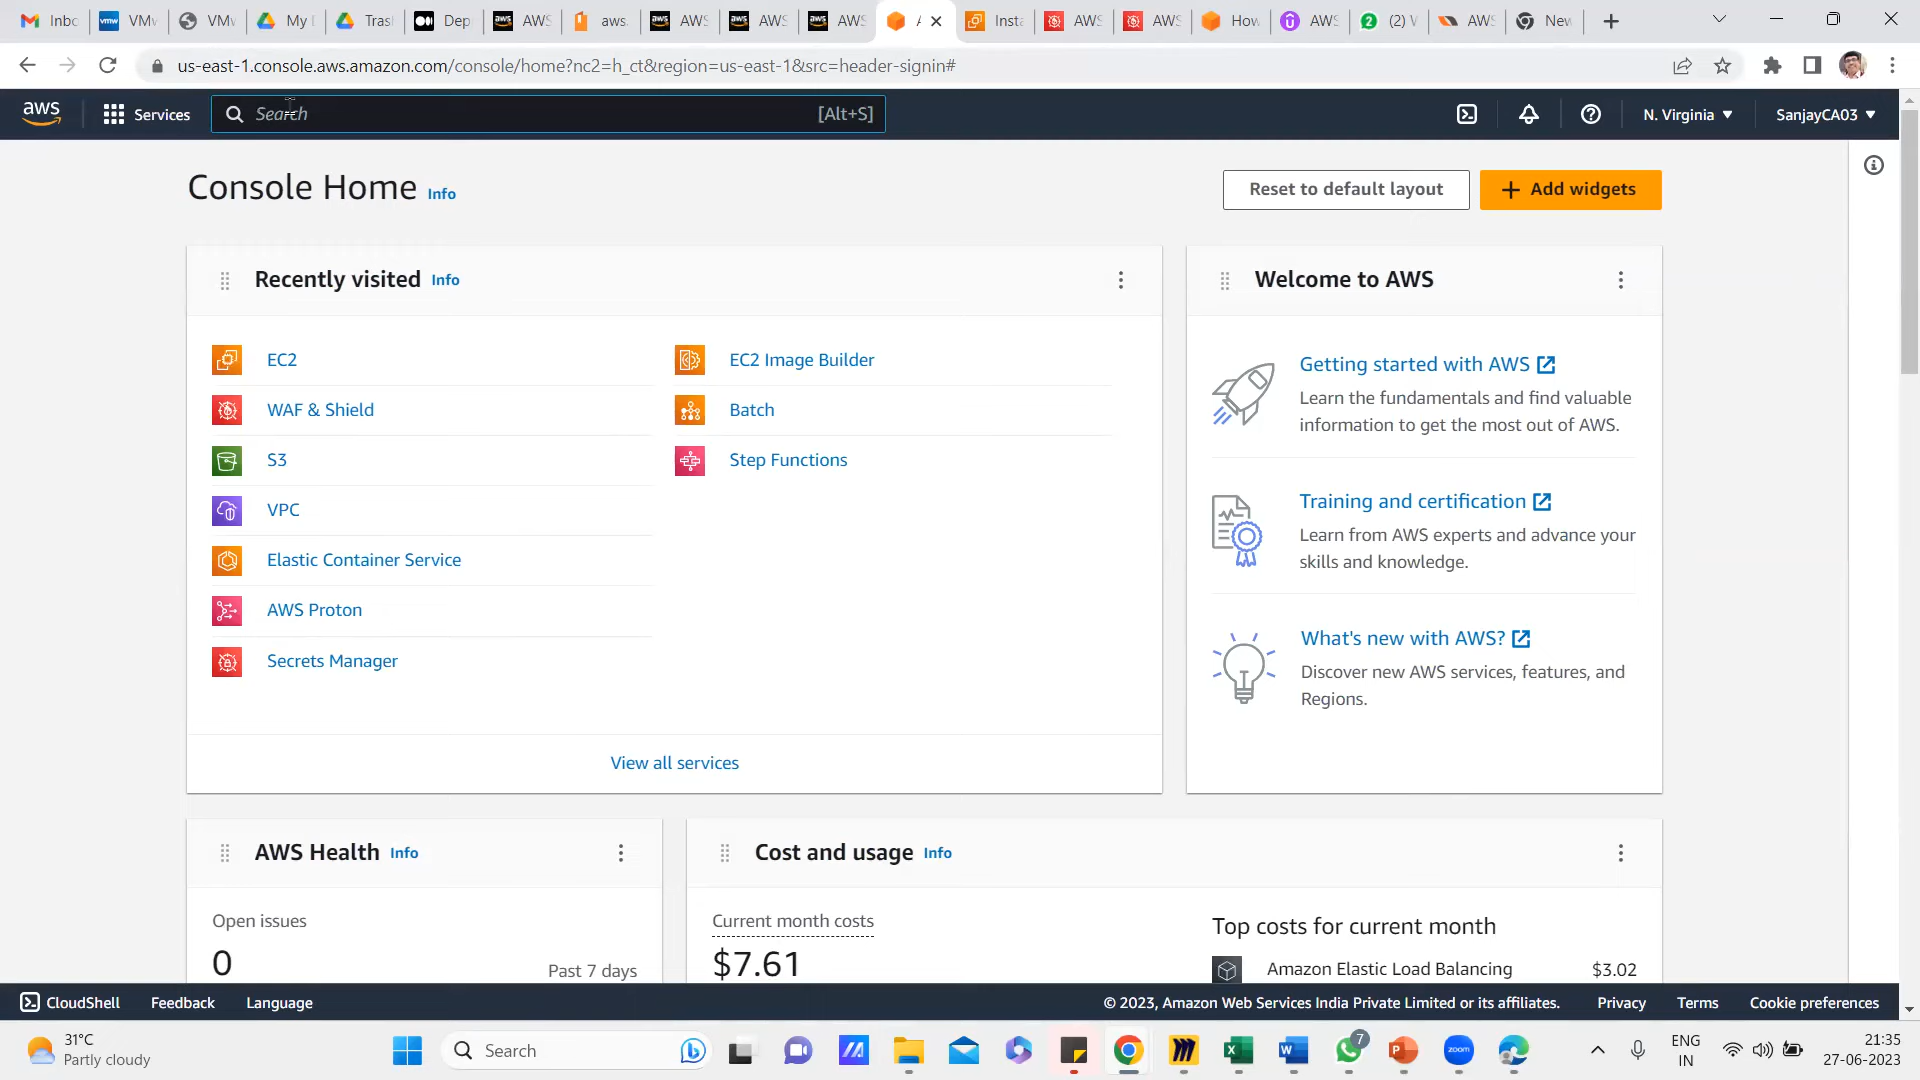 Inbc
VMv
VMv
My
Tras
Dep
AWS
aws.
AWS
AWS
AWS
Insta
AWS
AWS
How
AWS
(2) V
AWS
Nev
us-east-1.console.aws.amazon.com/console/home?nc2=h_ct&region=us-east-1&src=header-signin#
aws
Services
Search
[Alt+S]
N. Virginia
SanjayCA03
Console Home
Info
Reset to default layout
Add widgets
Recently visited
Info
EC2
WAF & Shield
S3
VPC
Elastic Container Service
AWS Proton
Secrets Manager
EC2 Image Builder
Batch
Step Functions
View all services
Welcome to AWS
Getting started with AWS
Learn the fundamentals and find valuable
information to get the most out of AWS.
Training and certification
Learn from AWS experts and advance your
skills and knowledge.
What's new with AWS?
Discover new AWS services, features, and
Regions.
AWS Health
Info
Open issues
0
Past 7 days
Cost and usage
Info
Current month costs
$7.61
Top costs for current month
Amazon Elastic Load Balancing
$3.02
CloudShell
Feedback
Language
© 2023, Amazon Web Services India Private Limited or its affiliates.
Privacy
Terms
Cookie preferences
31°C
Partly cloudy
Search
7
zoom
ENG
IN
21:35
27-06-2023